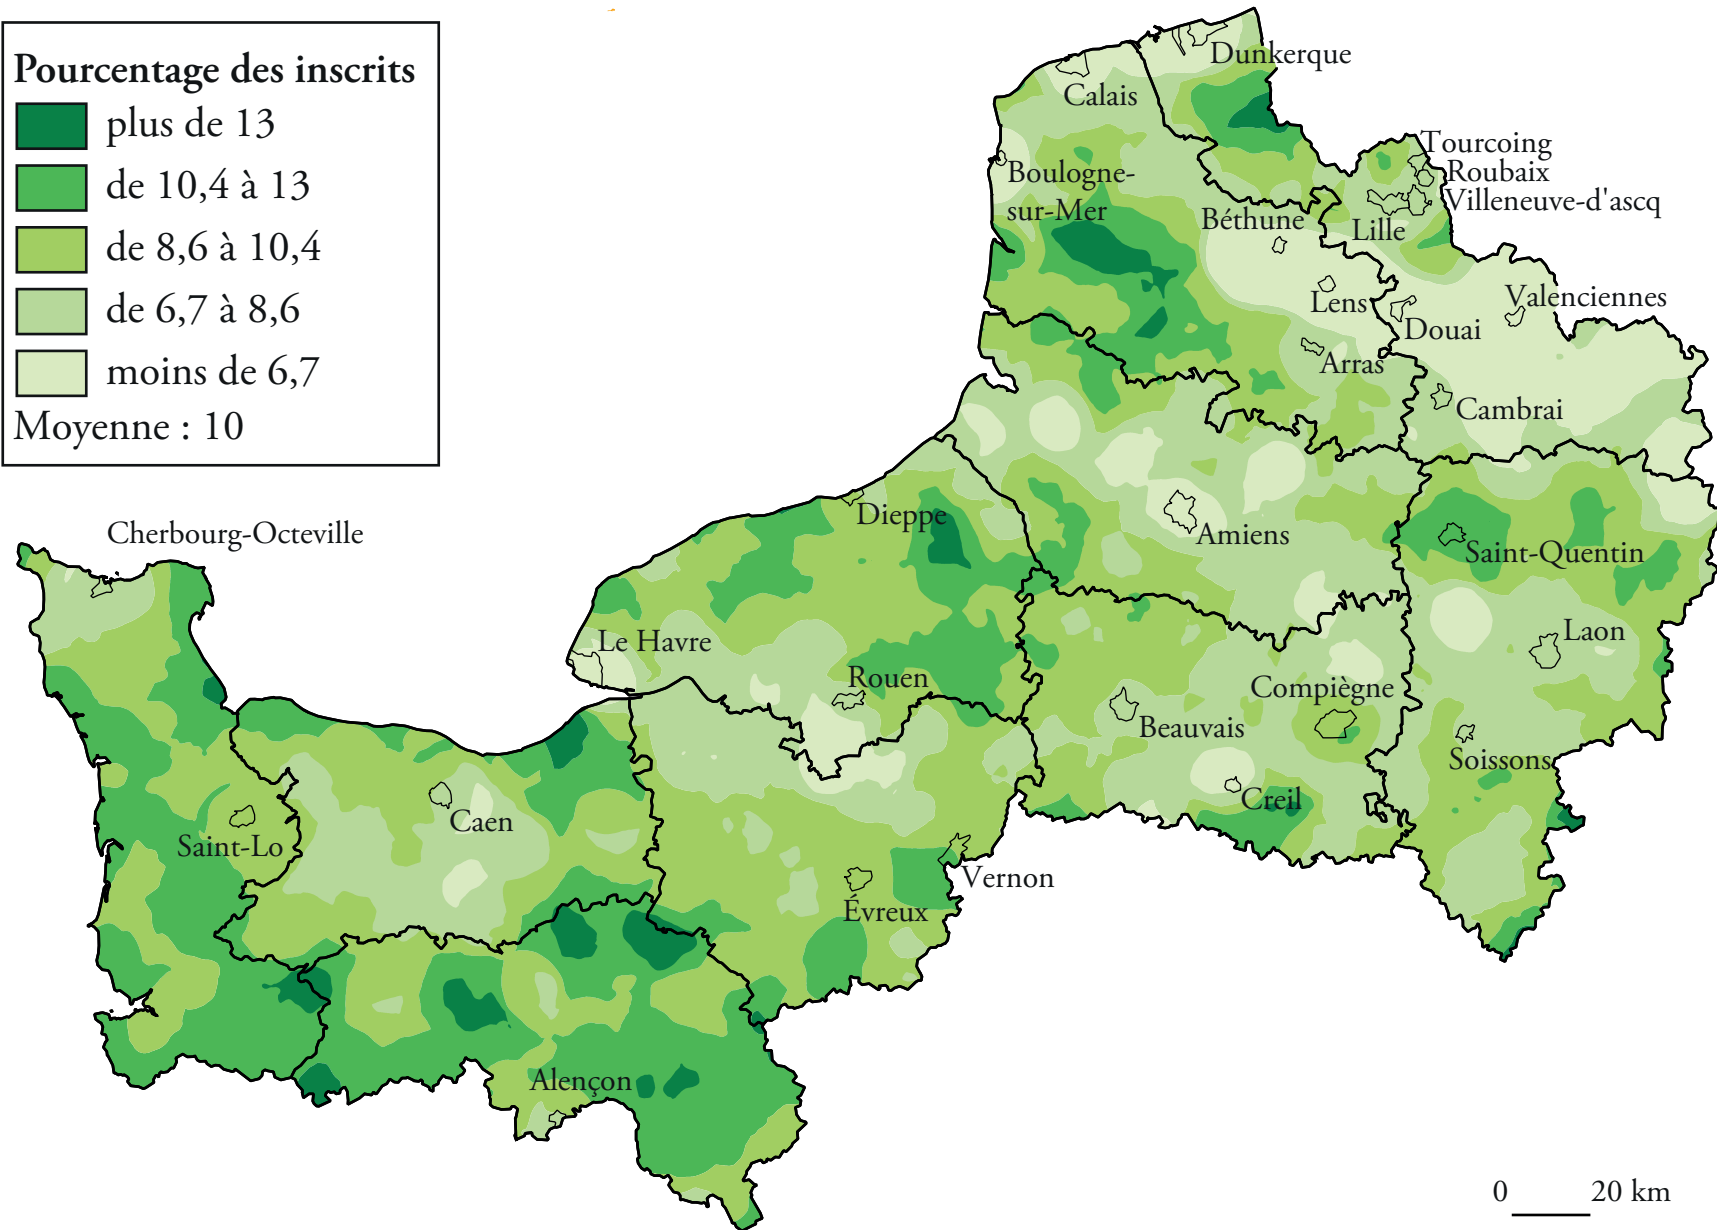 Pourcentage des inscrits
plus de 13
de 10,4 à 13
de 8,6 à 10,4
de 6,7 à 8,6
moins de 6,7
Moyenne : 10
Dunkerque
Calais
Tourcoing
Roubaix
Villeneuve-d'ascq
Boulogne-
sur-Mer
Béthune
Lille
Lens
Douai
Valenciennes
Arras
Cambrai
Dieppe
Amiens
Saint-Quentin
Cherbourg-Octeville
Le Havre
Rouen
Laon
Compiègne
Beauvais
Soissons
Creil
Caen
Saint-Lo
Vernon
Évreux
Alençon
0 20 km